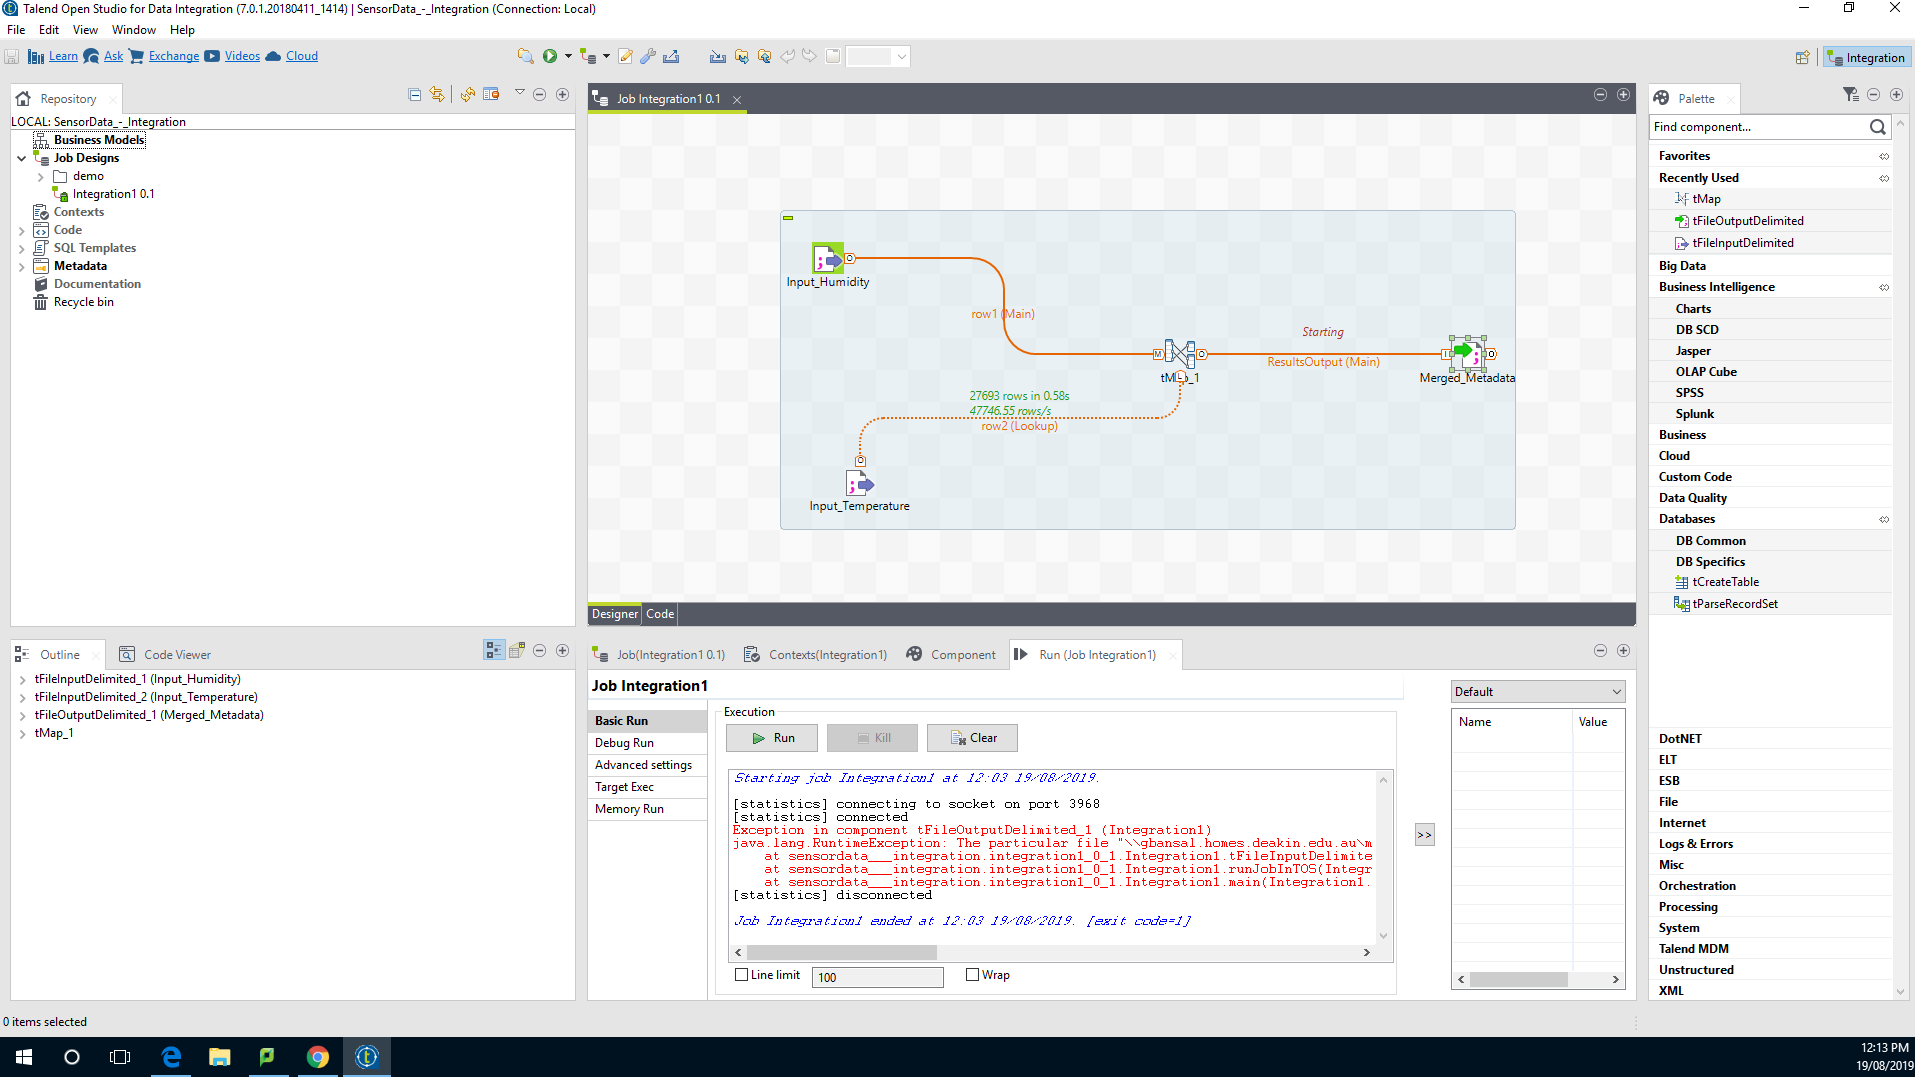 Talend Open Studio for Data Integration (7.0.1.20180411_1414) | SensorData_-_Integration (Connection: Local)
File Edit View Window Help
Learn Ask Exchange Videos Cloud
Integration
Repository
LOCAL: SensorData_-_Integration
Business Models
Job Designs
demo
Integration1 0.1
Contexts
Code
SQL Templates
Metadata
Documentation
Recycle bin
Job Integration1 0.1
Input_Humidity
row1 (Main)
Starting
ResultsOutput (Main)
tMap_1
Merged_Metadata
27693 rows in 0.58s
47746.55 rows/s
row2 (Lookup)
Input_Temperature
Designer Code
Palette
Find component...
Favorites
Recently Used
tMap
tFileOutputDelimited
tFileInputDelimited
Big Data
Business Intelligence
Charts
DB SCD
Jasper
OLAP Cube
SPSS
Splunk
Business
Cloud
Custom Code
Data Quality
Databases
DB Common
DB Specifics
tCreateTable
tParseRecordSet
DotNET
ELT
ESB
File
Internet
Logs & Errors
Misc
Orchestration
Processing
System
Talend MDM
Unstructured
XML
Outline Code Viewer
tFileInputDelimited_1 (Input_Humidity)
tFileInputDelimited_2 (Input_Temperature)
tFileOutputDelimited_1 (Merged_Metadata)
tMap_1
Job(Integration1 0.1) Contexts(Integration1) Component Run (Job Integration1)
Job Integration1
Basic Run
Debug Run
Advanced settings
Target Exec
Memory Run
Execution
Run Kill Clear
Starting job Integration1 at 12:03 19/08/2019.
[statistics] connecting to socket on port 3968
[statistics] connected
Exception in component tFileOutputDelimited_1 (Integration1)
java.lang.RuntimeException: The particular file "\\gbansal.homes.deakin.edu.au\m
at sensordata___integration.integration1_0_1.Integration1.tFileInputDelimite
at sensordata___integration.integration1_0_1.Integration1.runJobInTOS(Integr
at sensordata___integration.integration1_0_1.Integration1.main(Integration1.
[statistics] disconnected
Job Integration1 ended at 12:03 19/08/2019. [exit code=1]
Line limit 100 Wrap
>>
Default
Name Value
0 items selected
12:13 PM
19/08/2019